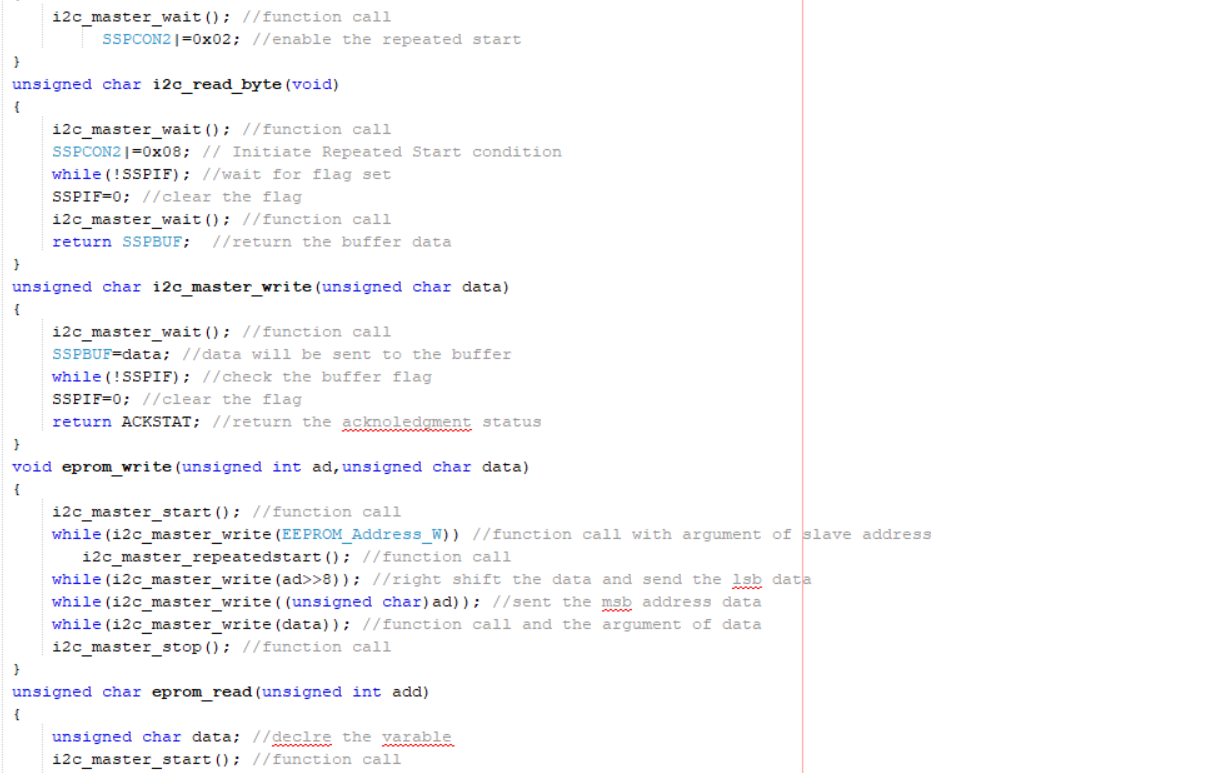 i2c_master_wait(); //function call
SSPCON2|=0x02; //enable the repeated start
}
unsigned char i2c_read_byte(void)
{
i2c_master_wait(); //function call
SSPCON2|=0x08; // Initiate Repeated Start condition
while(!SSPIF); //wait for flag set
SSPIF=0; //clear the flag
i2c_master_wait(); //function call
return SSPBUF;  //return the buffer data
}
unsigned char i2c_master_write(unsigned char data)
{
i2c_master_wait(); //function call
SSPBUF=data; //data will be sent to the buffer
while(!SSPIF); //check the buffer flag
SSPIF=0; //clear the flag
return ACKSTAT; //return the acknoledgment status
}
void eprom_write(unsigned int ad,unsigned char data)
{
i2c_master_start(); //function call
while(i2c_master_write(EEPROM_Address_W)) //function call with argument of slave address
i2c_master_repeatedstart(); //function call
while(i2c_master_write(ad>>8)); //right shift the data and send the lsb data
while(i2c_master_write((unsigned char)ad)); //sent the msb address data
while(i2c_master_write(data)); //function call and the argument of data
i2c_master_stop(); //function call
}
unsigned char eprom_read(unsigned int add)
{
unsigned char data; //declre the varable
i2c_master_start(); //function call